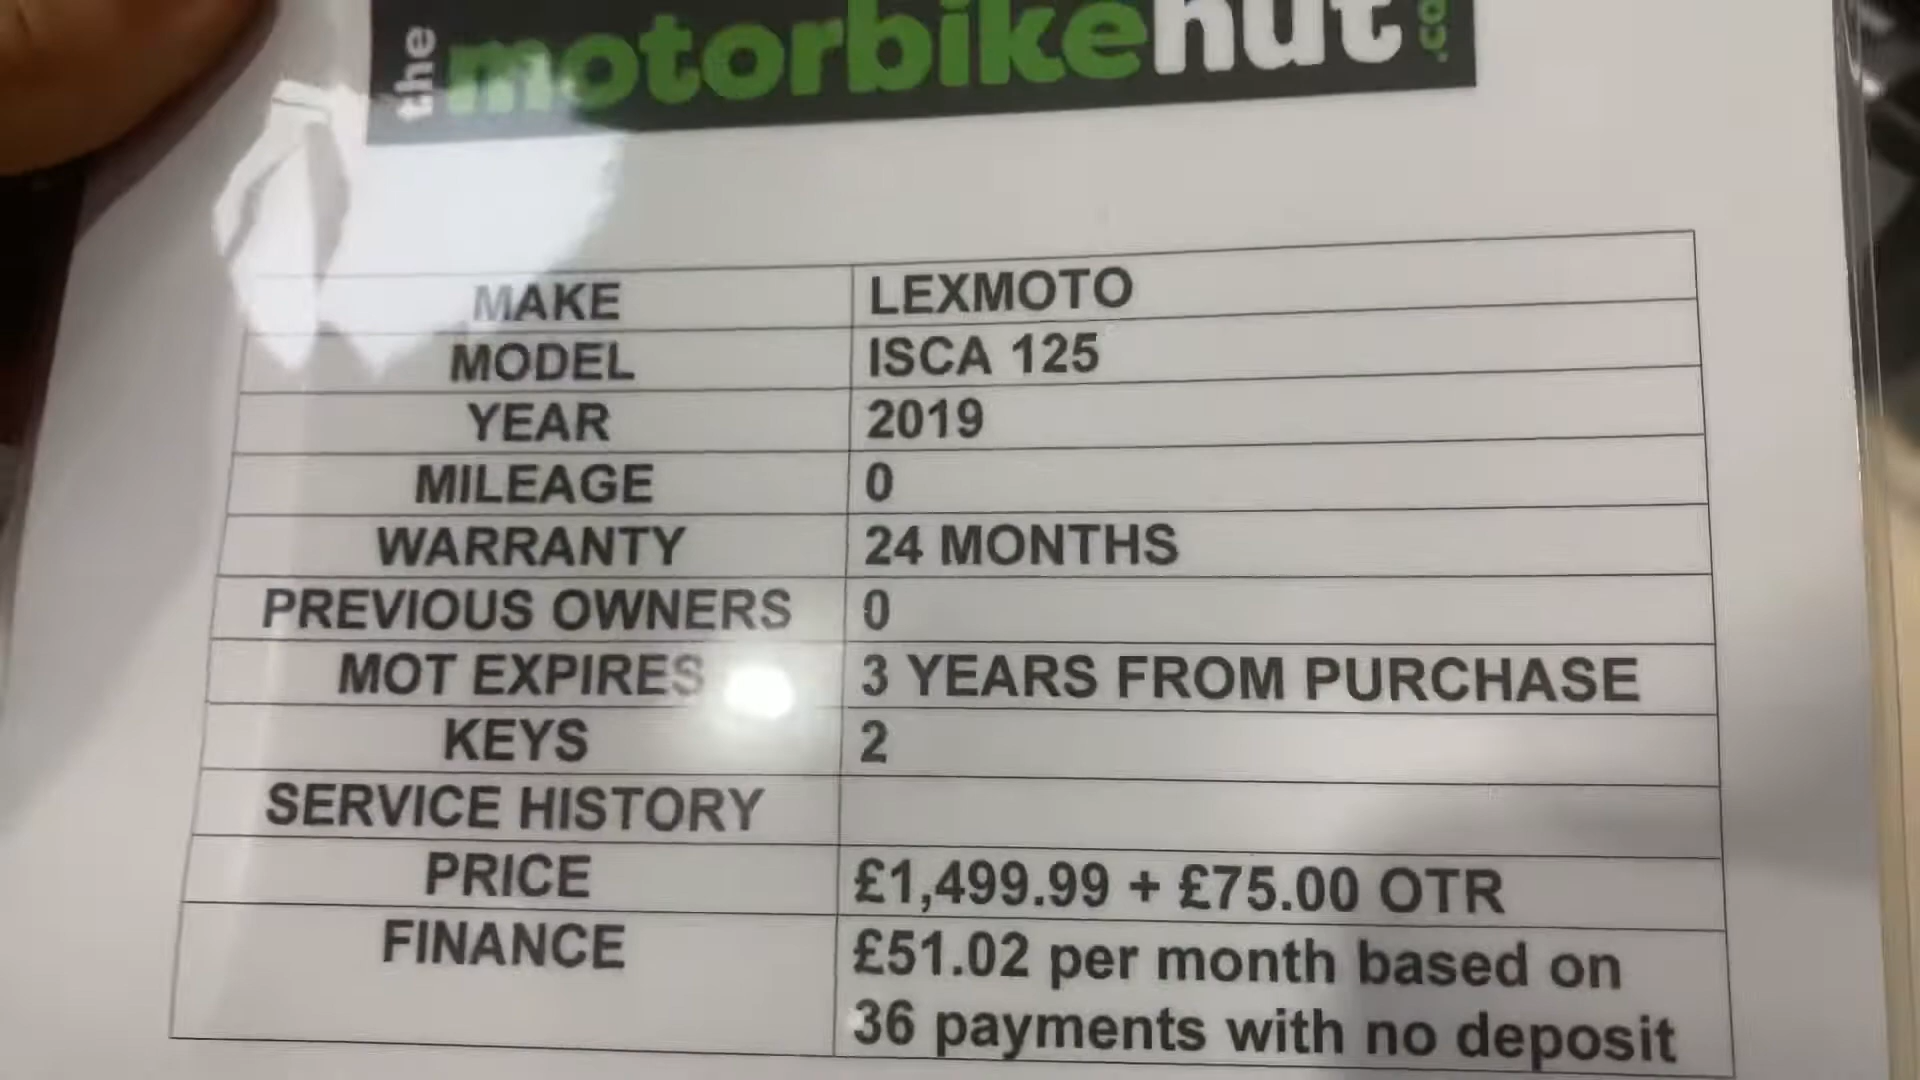 the motorbikehut .co
MAKE LEXMOTO
MODEL ISCA 125
YEAR 2019
MILEAGE 0
WARRANTY 24 MONTHS
PREVIOUS OWNERS 0
MOT EXPIRES 3 YEARS FROM PURCHASE
KEYS 2
SERVICE HISTORY
PRICE £1,499.99 + £75.00 OTR
FINANCE £51.02 per month based on
36 payments with no deposit